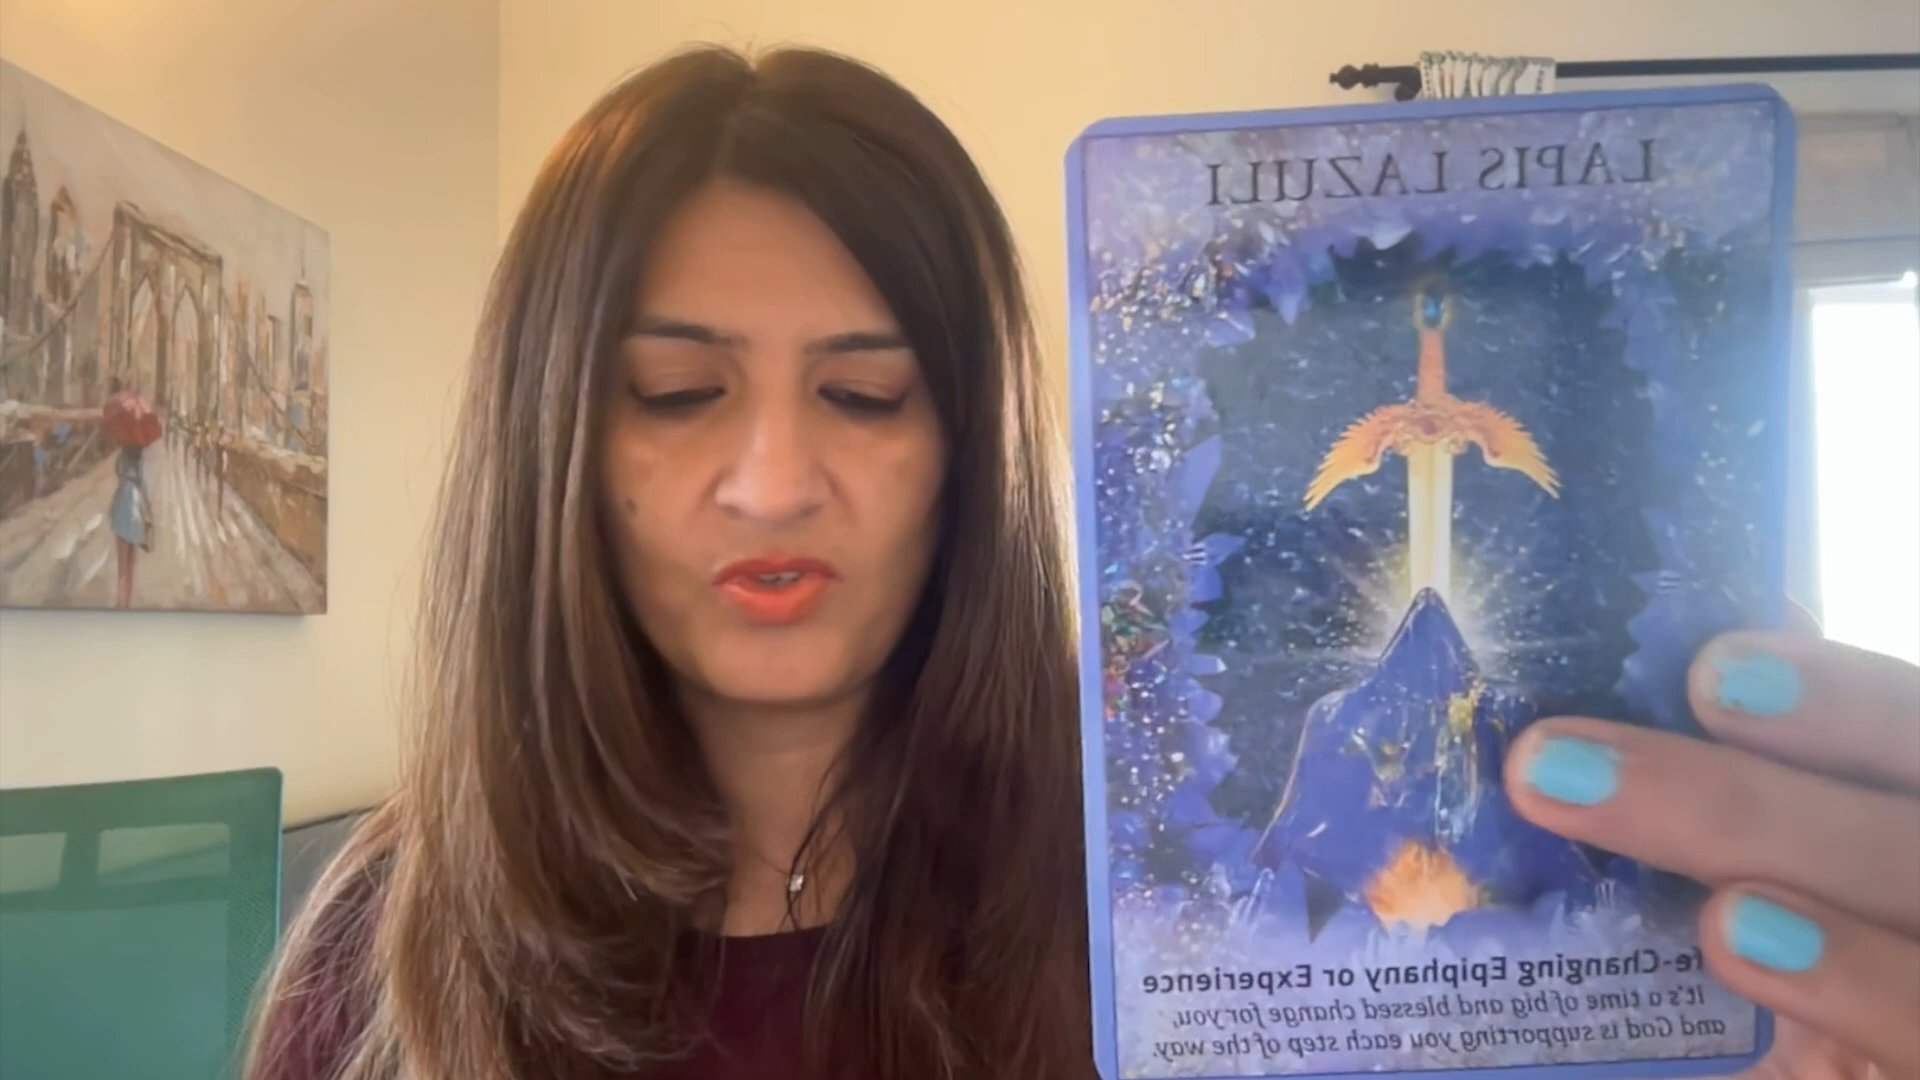 LAPIS LAZULI
fe-Changing Epiphany or Experience
It's a time of big and blessed change for you,
and God is supporting you each step of the way.